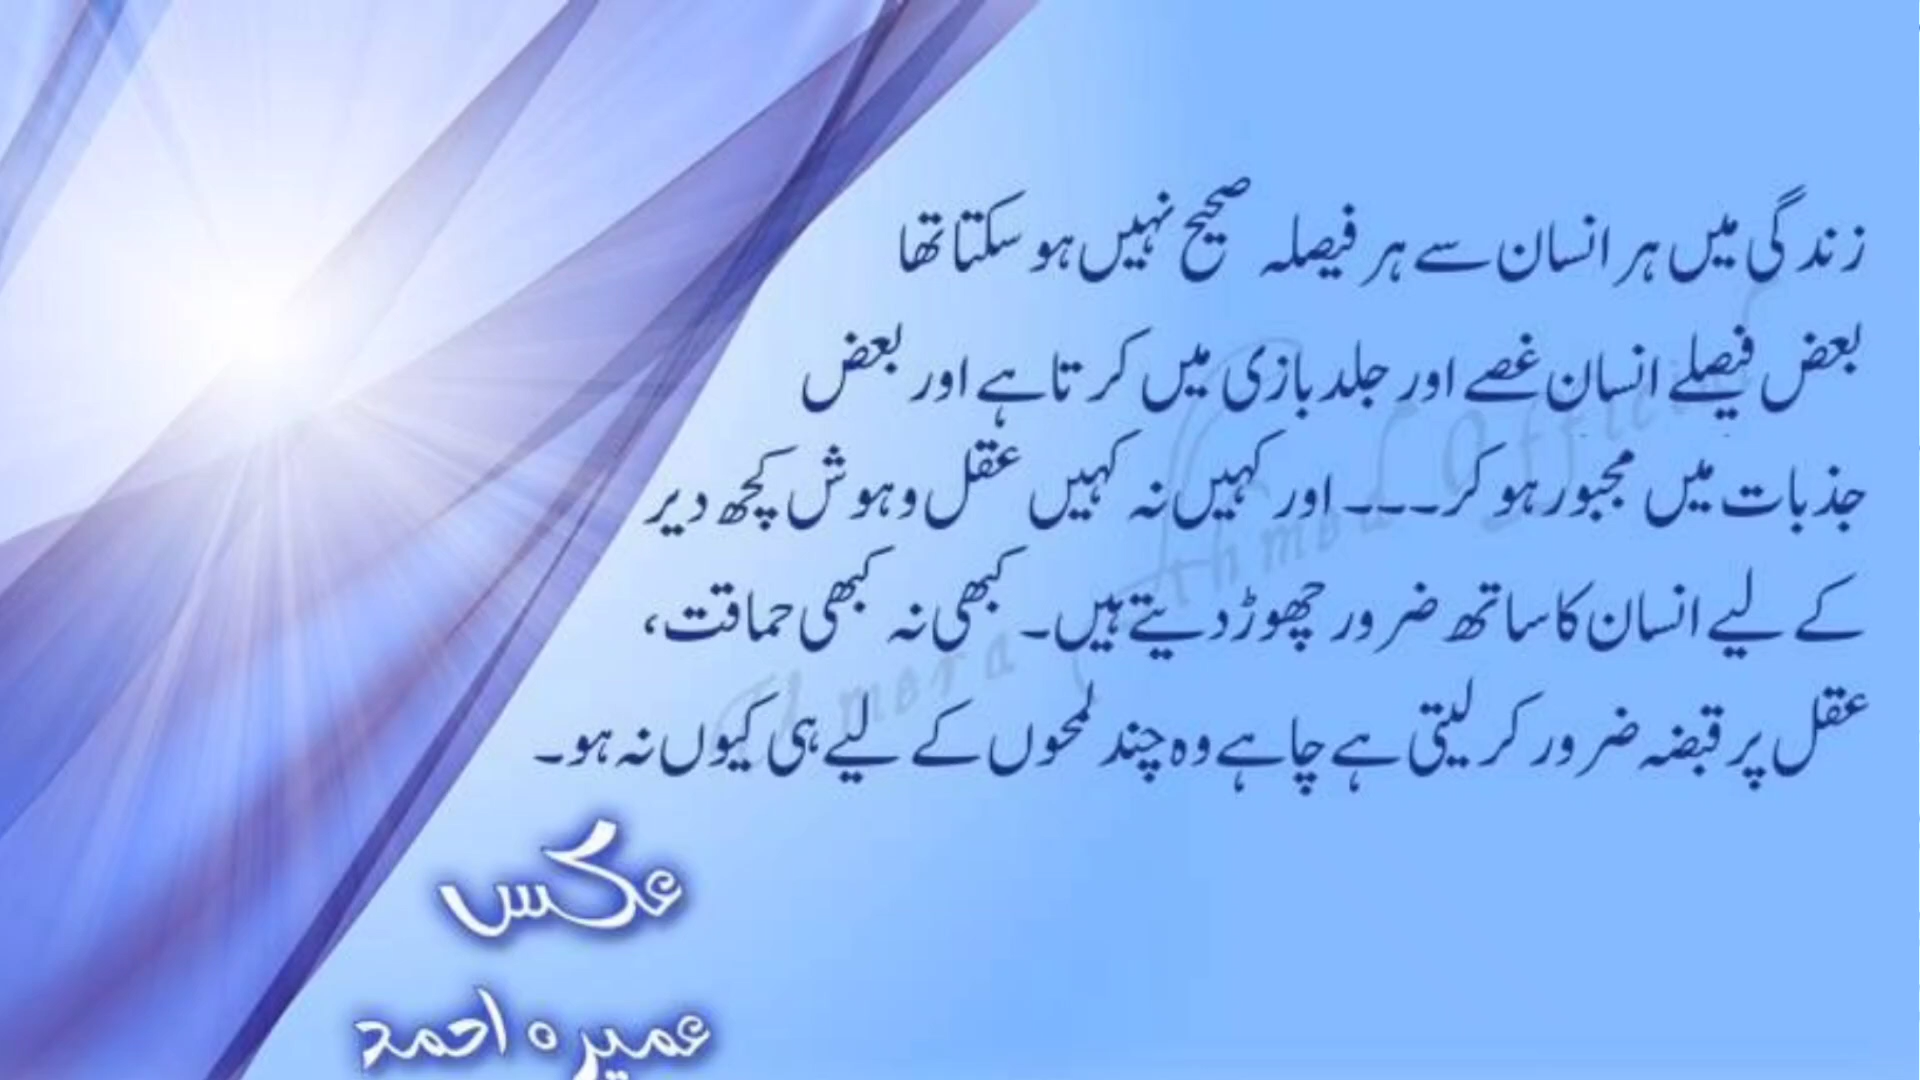 زندگی میں ہر انسان سے ہر فیصلہ صحیح نہیں ہو سکتا تھا
بعض فیصلے انسان غصے اور جلد بازی میں کرتا ہے اور بعض
جذبات میں مجبور ہو کر۔۔۔۔ اور کہیں نہ کہیں عقل و ہوش کچھ دیر
کے لیے انسان کا ساتھ ضرور چھوڑ دیتے ہیں۔ کبھی نہ کبھی حماقت،
عقل پر قبضہ ضرور کر لیتی ہے چاہے وہ چند لمحوں کے لیے ہی کیوں نہ ہو۔
Umera Ahmed Official
عکس
عمیرہ احمد